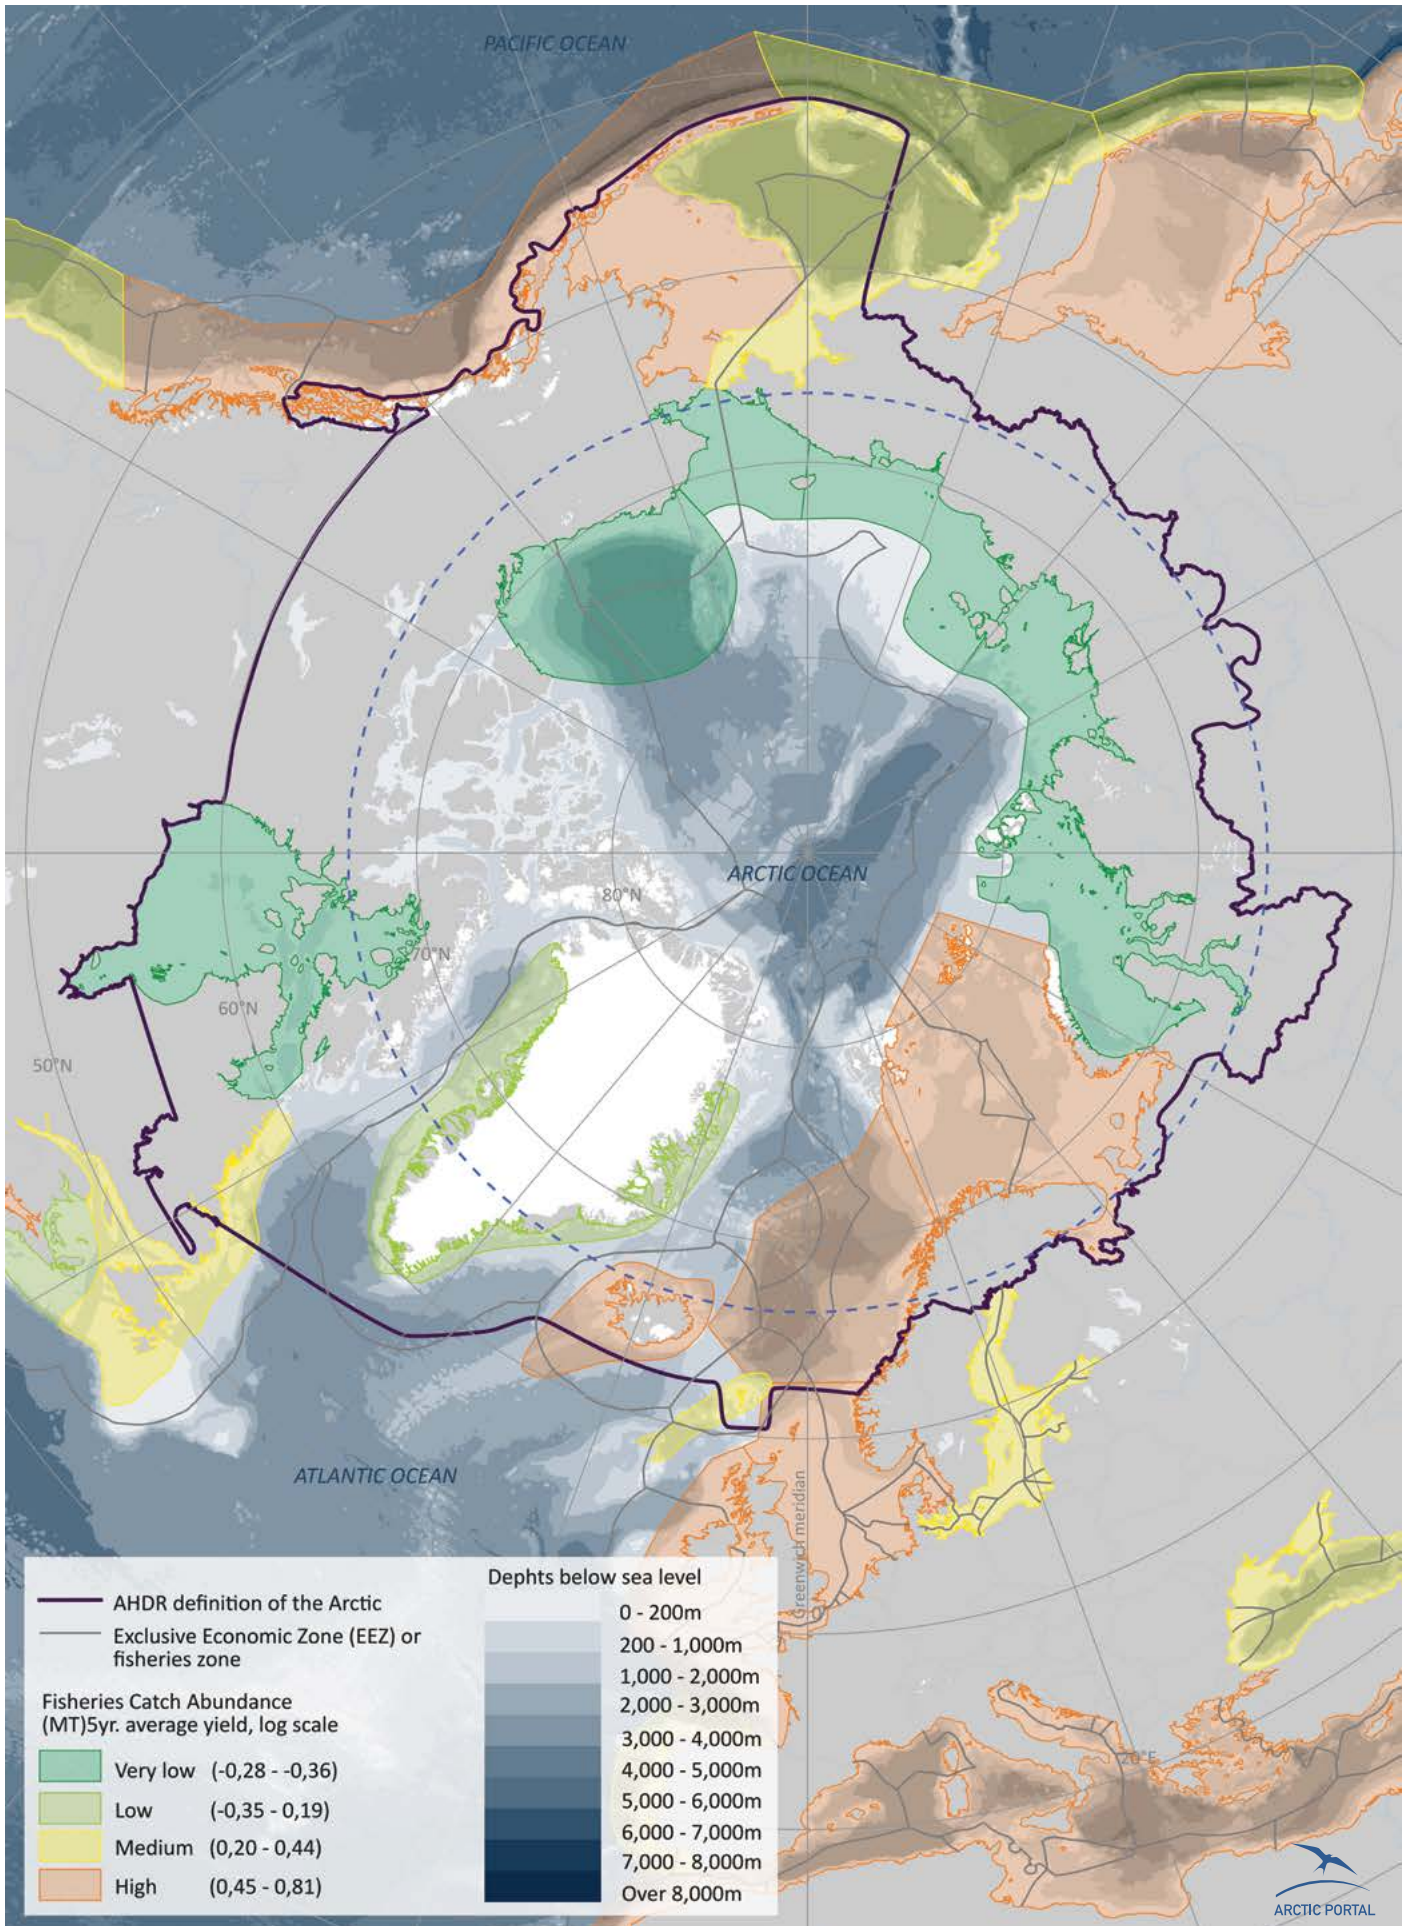 PACIFIC OCEAN
ARCTIC OCEAN
80°N
70°N
60°N
50°N
ATLANTIC OCEAN
Greenwich meridian
20°E
AHDR definition of the Arctic
Exclusive Economic Zone (EEZ) or
fisheries zone
Fisheries Catch Abundance
(MT)5yr. average yield, log scale
Very low (-0,28 - -0,36)
Low (-0,35 - 0,19)
Medium (0,20 - 0,44)
High (0,45 - 0,81)
Dephts below sea level
0 - 200m
200 - 1,000m
1,000 - 2,000m
2,000 - 3,000m
3,000 - 4,000m
4,000 - 5,000m
5,000 - 6,000m
6,000 - 7,000m
7,000 - 8,000m
Over 8,000m
ARCTIC PORTAL